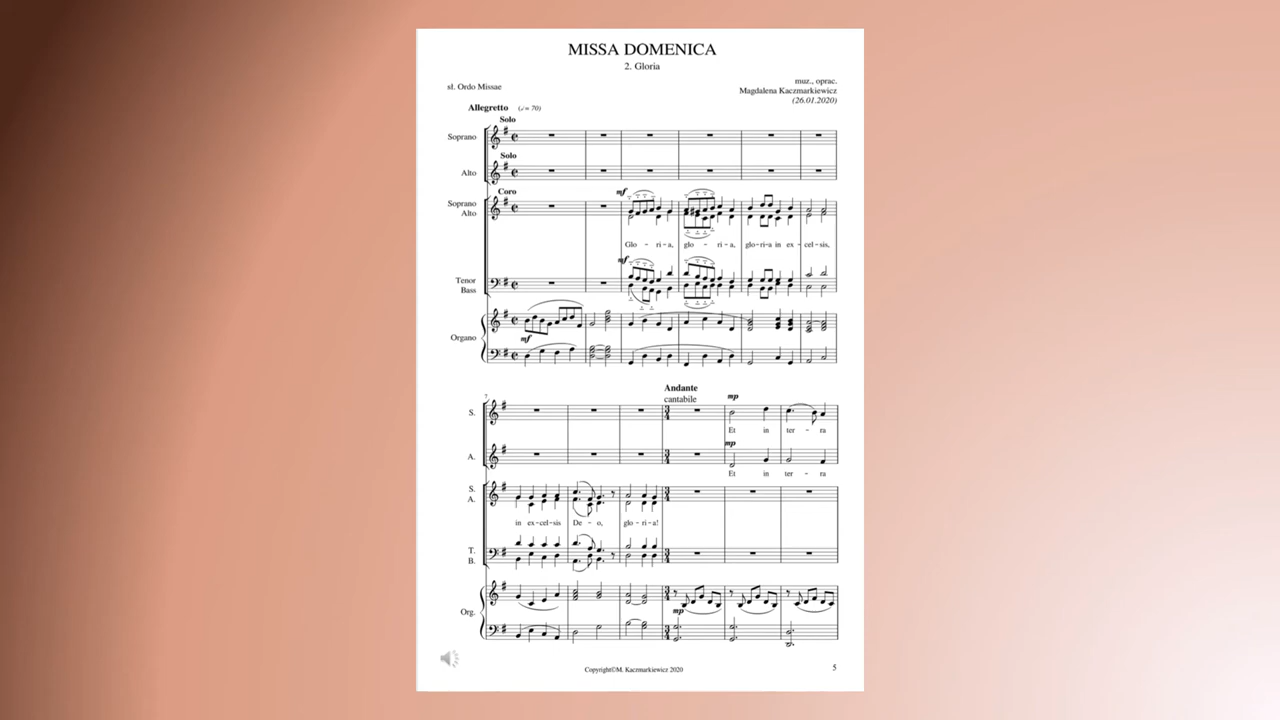 MISSA DOMENICA
2. Gloria
sł. Ordo Missae
muz., oprac.
Magdalena Kaczmarkiewicz
(26.01.2020)
Allegretto (♩= 70)
Solo
Soprano
Solo
Alto
Coro
Soprano
Alto
mf
Glo - ri-a, glo - ri-a, glo-ri-a in ex-cel-sis,
mf
Tenor
Bass
mf
Organo
7
Andante
cantabile
mp
S.
Et in ter - ra
mp
A.
Et in ter - ra
S.
A.
in ex-cel-sis De - o, glo-ri-a!
T.
B.
mp
Org.
Copyright©M. Kaczmarkiewicz 2020
5